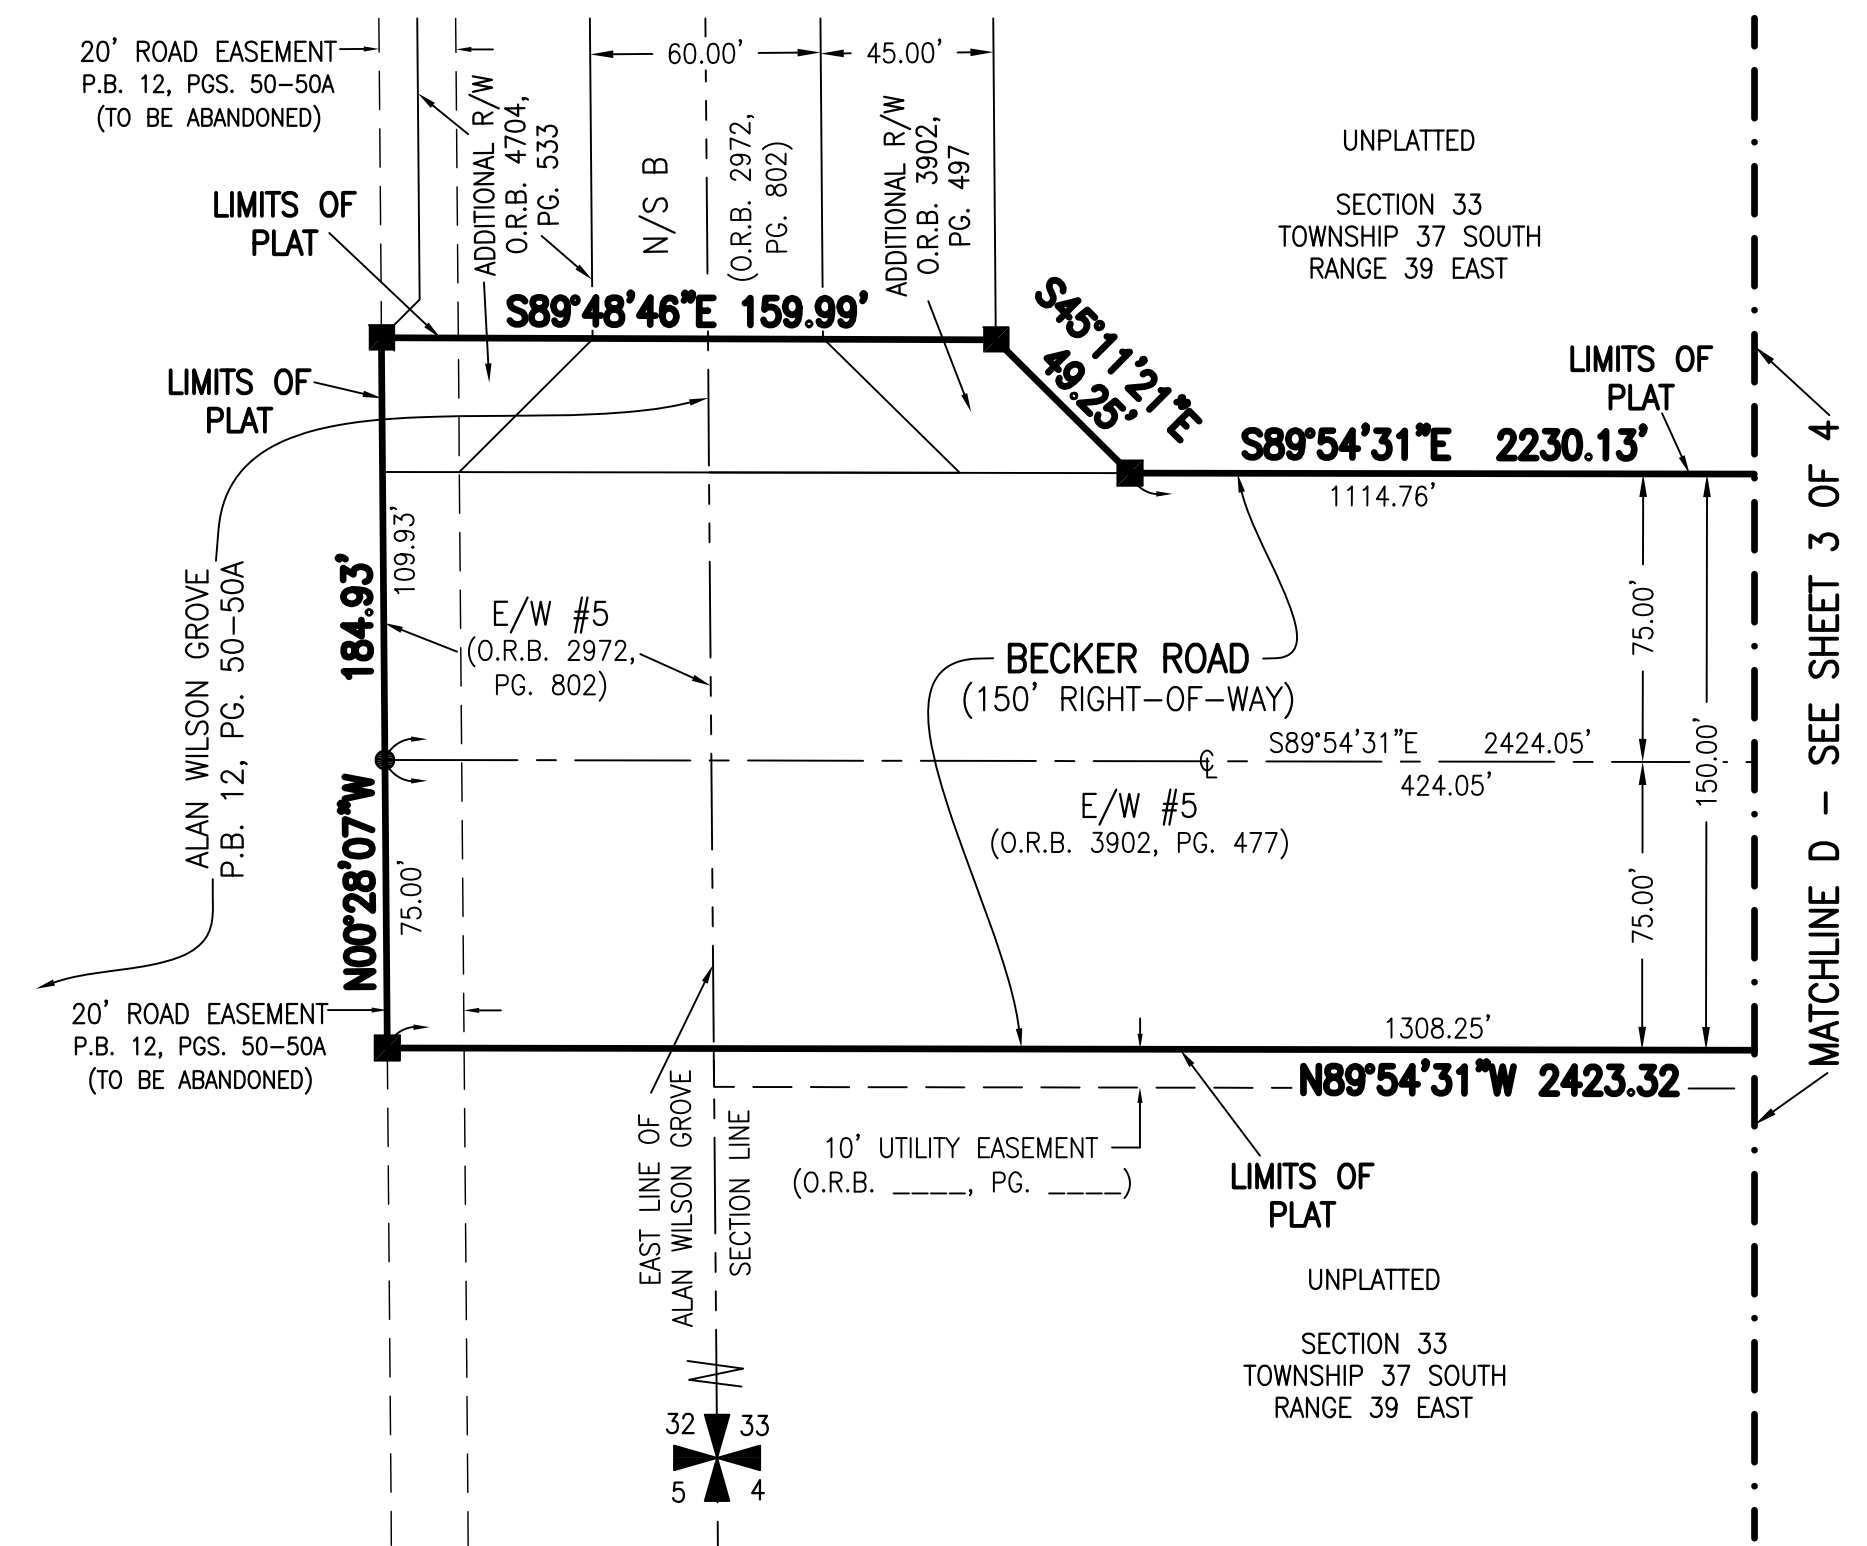 20' ROAD EASEMENT
P.B. 12, PGS. 50-50A
(TO BE ABANDONED)
60.00'
45.00'
ADDITIONAL R/W
O.R.B. 4704,
PG. 533
N/S B
(O.R.B. 2972,
PG. 802)
ADDITIONAL R/W
O.R.B. 3902,
PG. 497
UNPLATTED
SECTION 33
TOWNSHIP 37 SOUTH
RANGE 39 EAST
LIMITS OF
PLAT
S89°48'46"E 159.99'
S45°11'21"E
49.25'
LIMITS OF
PLAT
LIMITS OF
PLAT
S89°54'31"E 2230.13'
1114.76'
MATCHLINE D - SEE SHEET 3 OF 4
ALAN WILSON GROVE
P.B. 12, PG. 50-50A
184.93'
109.93'
E/W #5
(O.R.B. 2972,
PG. 802)
BECKER ROAD
(150' RIGHT-OF-WAY)
75.00'
150.00'
S89°54'31"E 2424.05'
℄
424.05'
E/W #5
(O.R.B. 3902, PG. 477)
N00°28'07"W
75.00'
75.00'
20' ROAD EASEMENT
P.B. 12, PGS. 50-50A
(TO BE ABANDONED)
1308.25'
N89°54'31"W 2423.32
EAST LINE OF
ALAN WILSON GROVE
SECTION LINE
10' UTILITY EASEMENT
(O.R.B. ____, PG. ____)
LIMITS OF
PLAT
UNPLATTED
SECTION 33
TOWNSHIP 37 SOUTH
RANGE 39 EAST
32 33
5 4